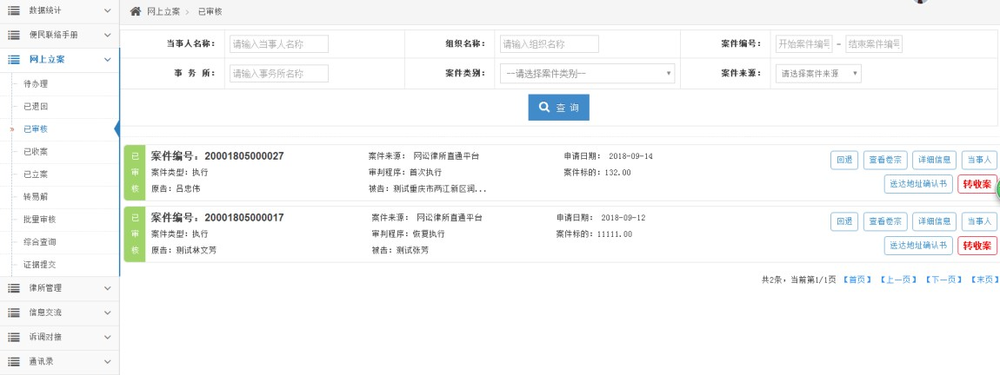 数据统计
便民联络手册
网上立案
待办理
已退回
已审核
已收案
已立案
转易解
批量审核
综合查询
证据提交
律所管理
信息交流
诉调对接
通讯录
网上立案 > 已审核
当事人名称： 请输入当事人名称 组织名称： 请输入组织名称 案件编号： 开始案件编号 - 结束案件编号
事 务 所： 请输入事务所名称 案件类别： --请选择案件类别-- 案件来源： 请选择案件来源
查 询
已审核
案件编号：20001805000027 案件来源： 网讼律所直通平台 申请日期： 2018-09-14
案件类型：执行 审判程序：首次执行 案件标的：132.00
原告：吕忠伟 被告：测试重庆市两江新区润...
回退 查看卷宗 详细信息 当事人
送达地址确认书 转收案
已审核
案件编号：20001805000017 案件来源： 网讼律所直通平台 申请日期： 2018-09-12
案件类型：执行 审判程序：恢复执行 案件标的：11111.00
原告：测试林文芳 被告：测试张芳
回退 查看卷宗 详细信息 当事人
送达地址确认书 转收案
共2条，当前第1/1页 【首页】 【上一页】 【下一页】 【末页】